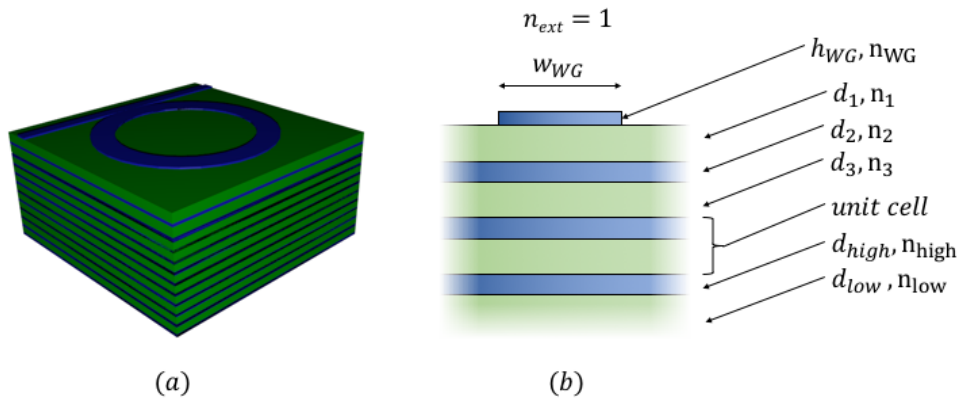 n_ext = 1
w_WG
h_WG, n_WG
d_1, n_1
d_2, n_2
d_3, n_3
unit cell
d_high, n_high
d_low , n_low
(a)
(b)